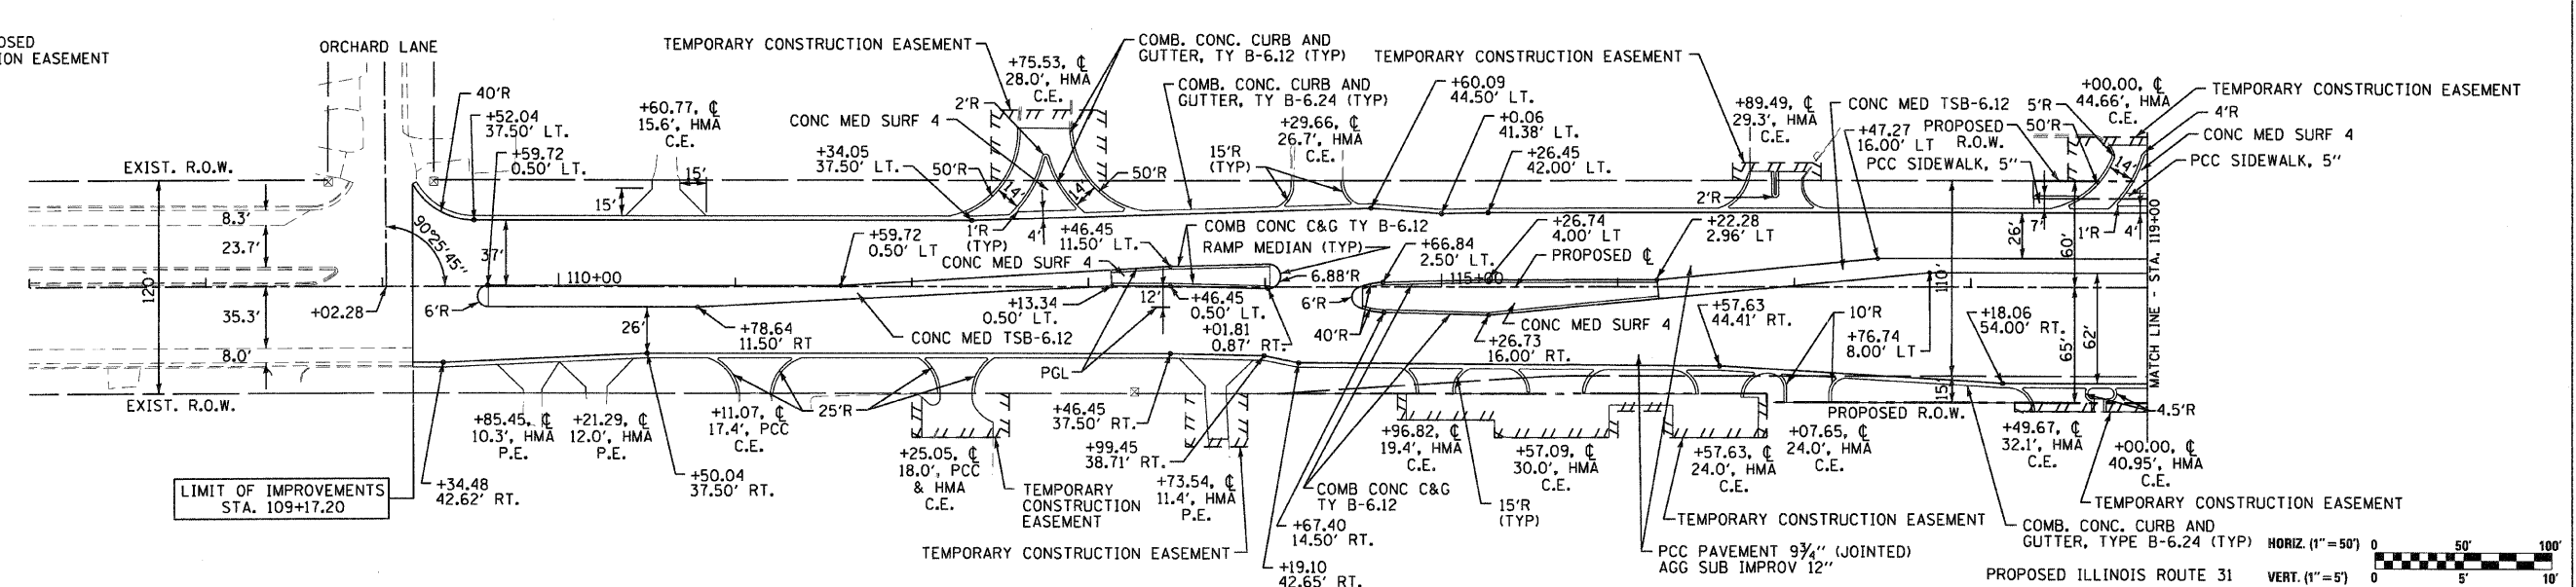 OSED
ION EASEMENT
ORCHARD LANE
EXIST. R.O.W.
8.3'
23.7'
120'
35.3'
8.0'
EXIST. R.O.W.
+02.28
90°25'45"
LIMIT OF IMPROVEMENTS
STA. 109+17.20
40'R
+52.04
37.50' LT.
+59.72
0.50' LT.
+60.77, ℄
15.6', HMA
C.E.
15'
15'
37'
6'R
110+00
26'
+78.64
11.50' RT
+34.48
42.62' RT.
+85.45, ℄
10.3', HMA
P.E.
+21.29, ℄
12.0', HMA
P.E.
+50.04
37.50' RT.
+11.07, ℄
17.4', PCC
C.E.
25'R
TEMPORARY CONSTRUCTION EASEMENT
+75.53, ℄
28.0', HMA
C.E.
2'R
CONC MED SURF 4
+34.05
37.50' LT.
50'R
14'
14'
50'R
1'R
(TYP)
4'
COMB. CONC. CURB AND
GUTTER, TY B-6.12 (TYP)
COMB. CONC. CURB AND
GUTTER, TY B-6.24 (TYP)
+59.72
0.50' LT
+46.45
11.50' LT.
CONC MED SURF 4
COMB CONC C&G TY B-6.12
RAMP MEDIAN (TYP)
6.88'R
+13.34
0.50' LT.
12'
+46.45
0.50' LT.
+01.81
0.87' RT.
CONC MED TSB-6.12
PGL
+25.05, ℄
18.0', PCC
& HMA
C.E.
TEMPORARY
CONSTRUCTION
EASEMENT
+46.45
37.50' RT.
+99.45
38.71' RT.
+73.54, ℄
11.4', HMA
P.E.
TEMPORARY CONSTRUCTION EASEMENT
+19.10
42.65' RT.
+67.40
14.50' RT.
COMB CONC C&G
TY B-6.12
TEMPORARY CONSTRUCTION EASEMENT
15'R
(TYP)
+29.66, ℄
26.7', HMA
C.E.
+60.09
44.50' LT.
+0.06
41.38' LT.
+26.45
42.00' LT.
+66.84
2.50' LT.
+26.74
4.00' LT
115+00
PROPOSED ℄
+22.28
2.96' LT
6'R
40'R
CONC MED SURF 4
+26.73
16.00' RT.
+57.63
44.41' RT.
+96.82, ℄
19.4', HMA
C.E.
+57.09, ℄
30.0', HMA
C.E.
15'R
(TYP)
+57.63, ℄
24.0', HMA
C.E.
+07.65, ℄
24.0', HMA
C.E.
TEMPORARY CONSTRUCTION EASEMENT
PCC PAVEMENT 9¾" (JOINTED)
AGG SUB IMPROV 12"
+89.49, ℄
29.3', HMA
C.E.
2'R
CONC MED TSB-6.12
+47.27
16.00' LT
PROPOSED
R.O.W.
PCC SIDEWALK, 5"
5'R
50'R
+00.00, ℄
44.66', HMA
C.E.
TEMPORARY CONSTRUCTION EASEMENT
4'R
CONC MED SURF 4
PCC SIDEWALK, 5"
14'
7'
1'R
4'
26'
60'
110'
10'R
+76.74
8.00' LT
+18.06
54.00' RT.
65'
62'
15'
MATCH LINE - STA. 119+00
PROPOSED R.O.W.
4.5'R
+49.67, ℄
32.1', HMA
C.E.
+00.00, ℄
40.95', HMA
C.E.
TEMPORARY CONSTRUCTION EASEMENT
COMB. CONC. CURB AND
GUTTER, TYPE B-6.24 (TYP)
HORIZ. (1"=50') 0 50' 100'
PROPOSED ILLINOIS ROUTE 31
VERT. (1"=5') 0 5' 10'